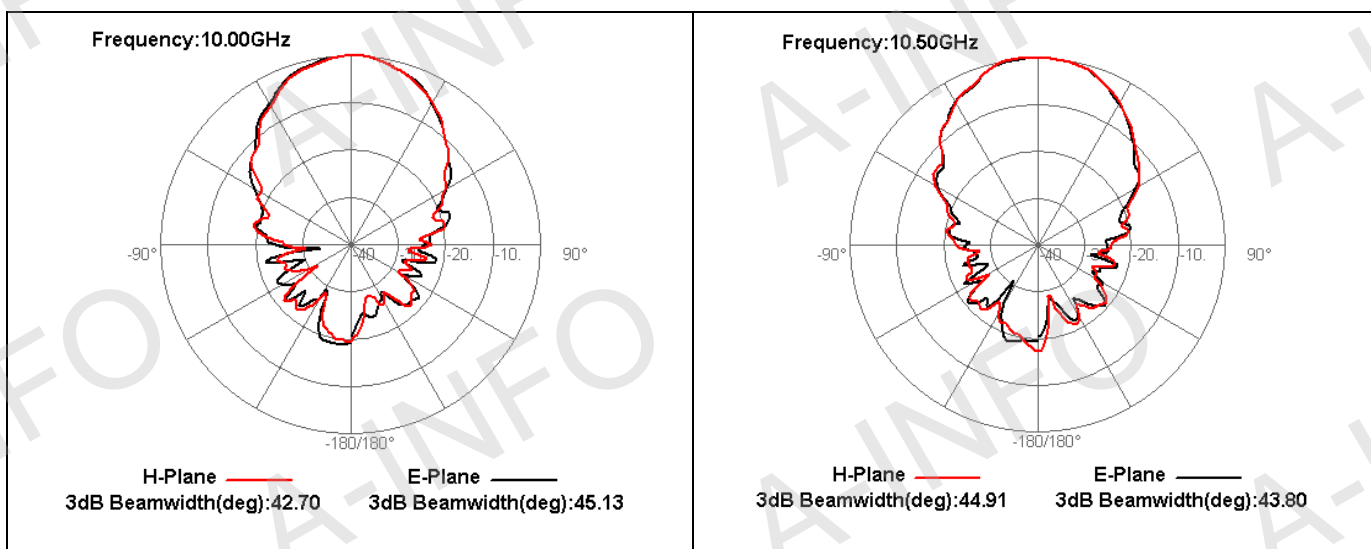 Frequency:10.00GHz
-90°
-40
-20.
-10.
90°
-180/180°
H-Plane
E-Plane
3dB Beamwidth(deg):42.70
3dB Beamwidth(deg):45.13
Frequency:10.50GHz
-90°
-40
-20.
-10.
90°
-180/180°
H-Plane
E-Plane
3dB Beamwidth(deg):44.91
3dB Beamwidth(deg):43.80
A-INFO
A-INFO
A-INFO
A-INFO